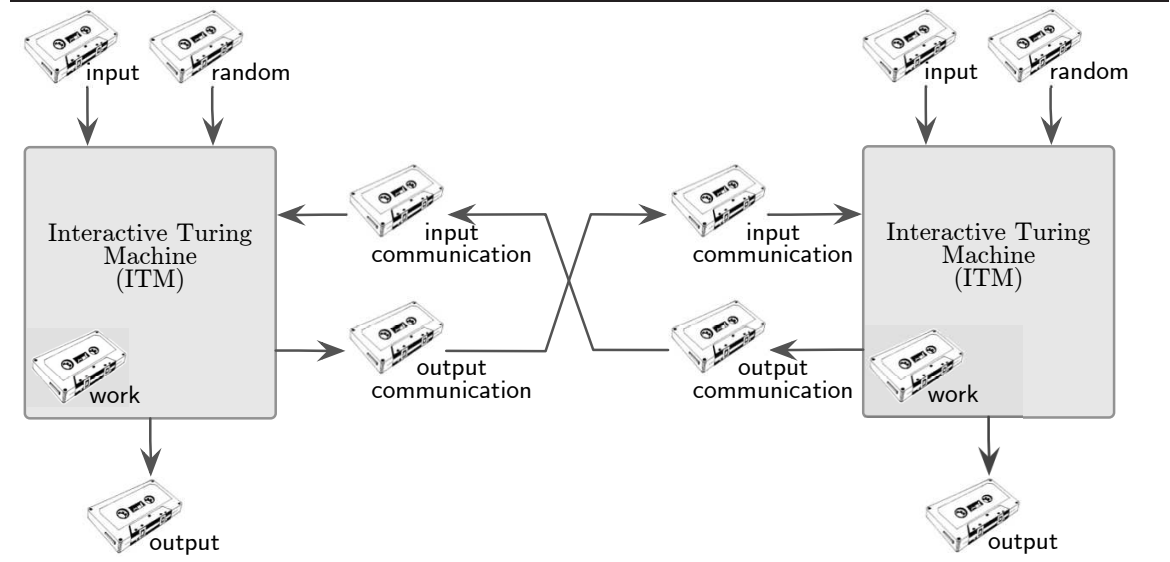 input
random
input
random
Interactive Turing
Machine
(ITM)
input
communication
input
communication
Interactive Turing
Machine
(ITM)
work
output
communication
output
communication
work
output
output